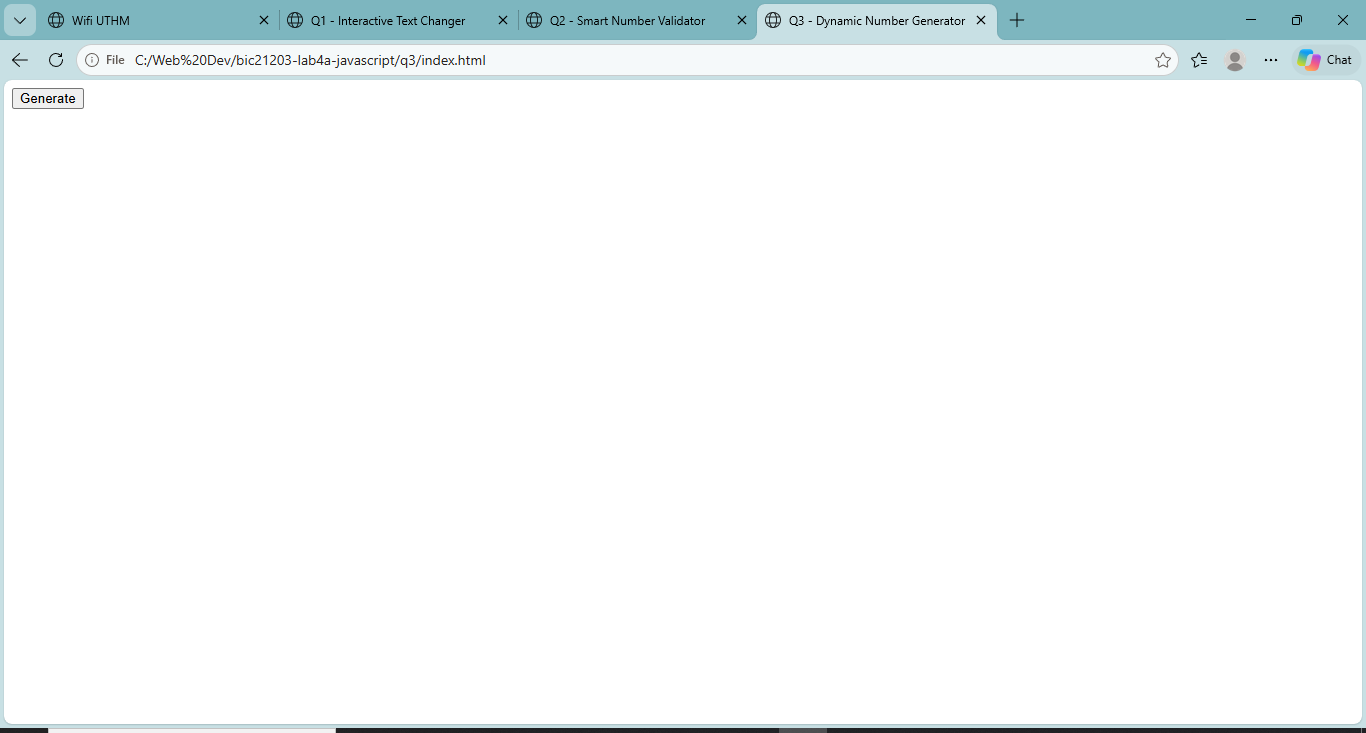 Wifi UTHM
Q1 - Interactive Text Changer
Q2 - Smart Number Validator
Q3 - Dynamic Number Generator
File C:/Web%20Dev/bic21203-lab4a-javascript/q3/index.html
Chat
Generate